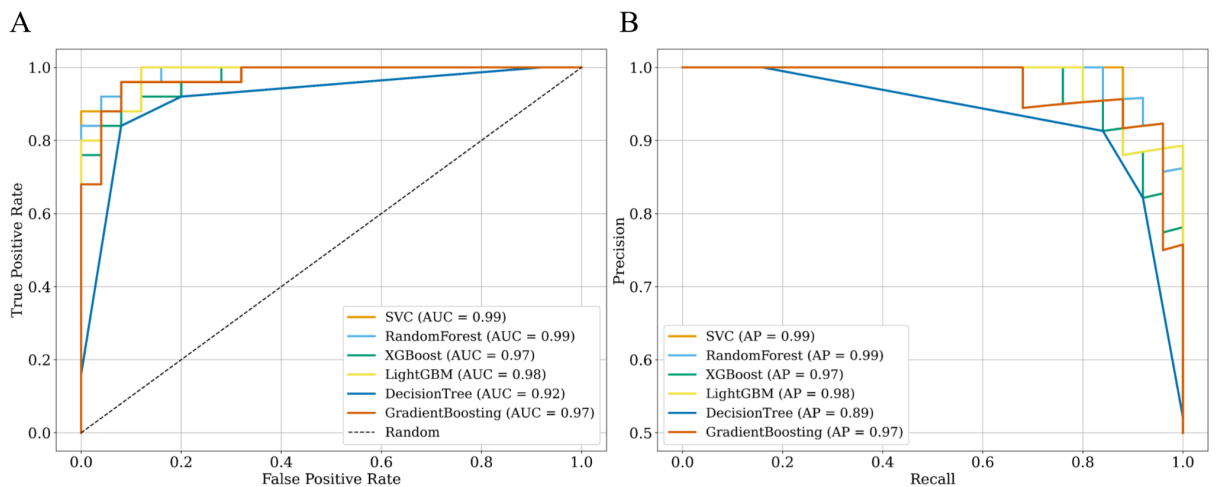 A
True Positive Rate
1.0
0.8
0.6
0.4
0.2
0.0
SVC (AUC = 0.99)
RandomForest (AUC = 0.99)
XGBoost (AUC = 0.97)
LightGBM (AUC = 0.98)
DecisionTree (AUC = 0.92)
GradientBoosting (AUC = 0.97)
Random
0.0 0.2 0.4 0.6 0.8 1.0
False Positive Rate
B
Precision
1.0
0.9
0.8
0.7
0.6
0.5
SVC (AP = 0.99)
RandomForest (AP = 0.99)
XGBoost (AP = 0.97)
LightGBM (AP = 0.98)
DecisionTree (AP = 0.89)
GradientBoosting (AP = 0.97)
0.0 0.2 0.4 0.6 0.8 1.0
Recall